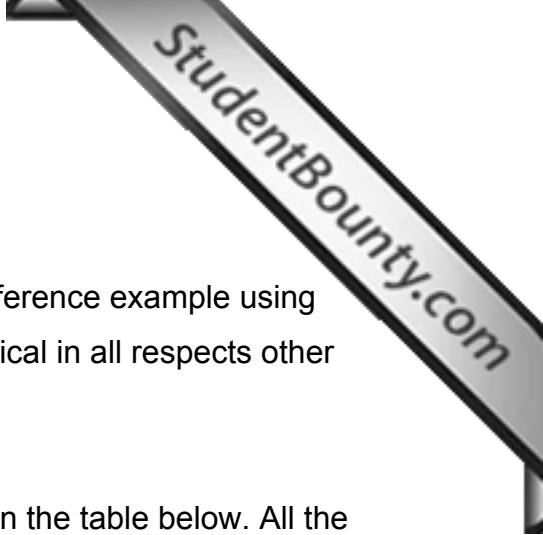 StudentBounty.com
ference example using
ical in all respects other
n the table below. All the